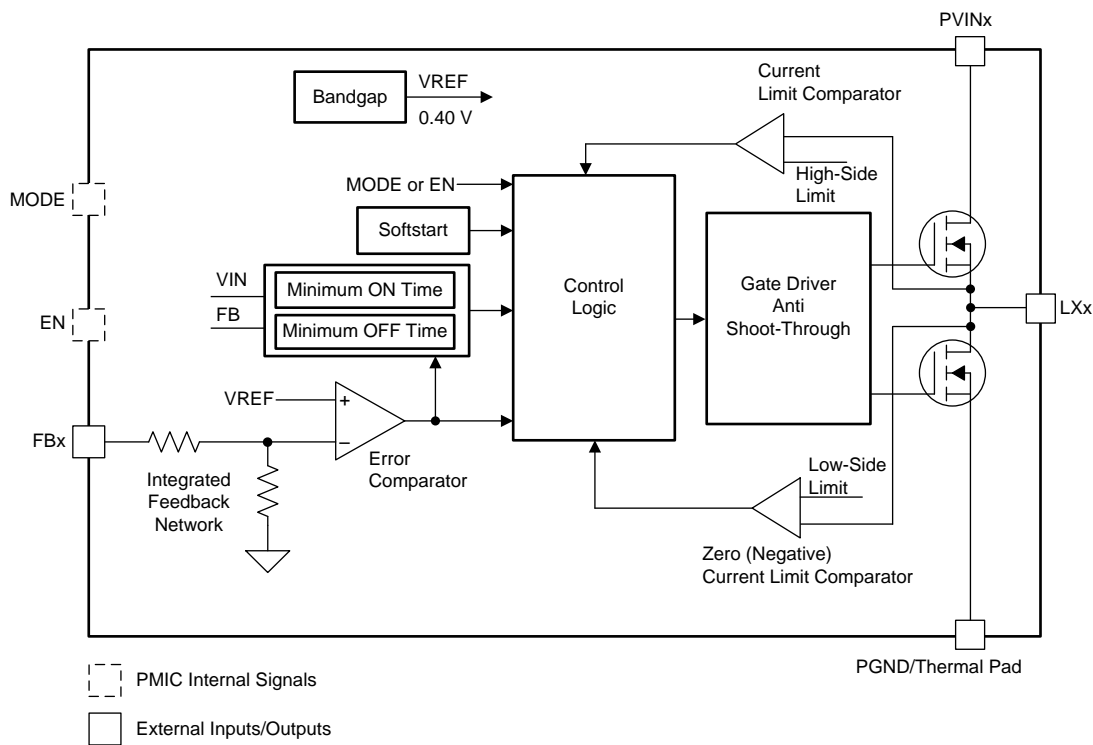 PVINx
Bandgap
VREF
0.40 V
Current
Limit Comparator
High-Side
Limit
MODE
MODE or EN
Softstart
VIN
FB
Minimum ON Time
Minimum OFF Time
Control
Logic
Gate Driver
Anti
Shoot-Through
LXx
EN
VREF
+
−
FBx
Error
Comparator
Integrated
Feedback
Network
Low-Side
Limit
Zero (Negative)
Current Limit Comparator
PGND/Thermal Pad
PMIC Internal Signals
External Inputs/Outputs